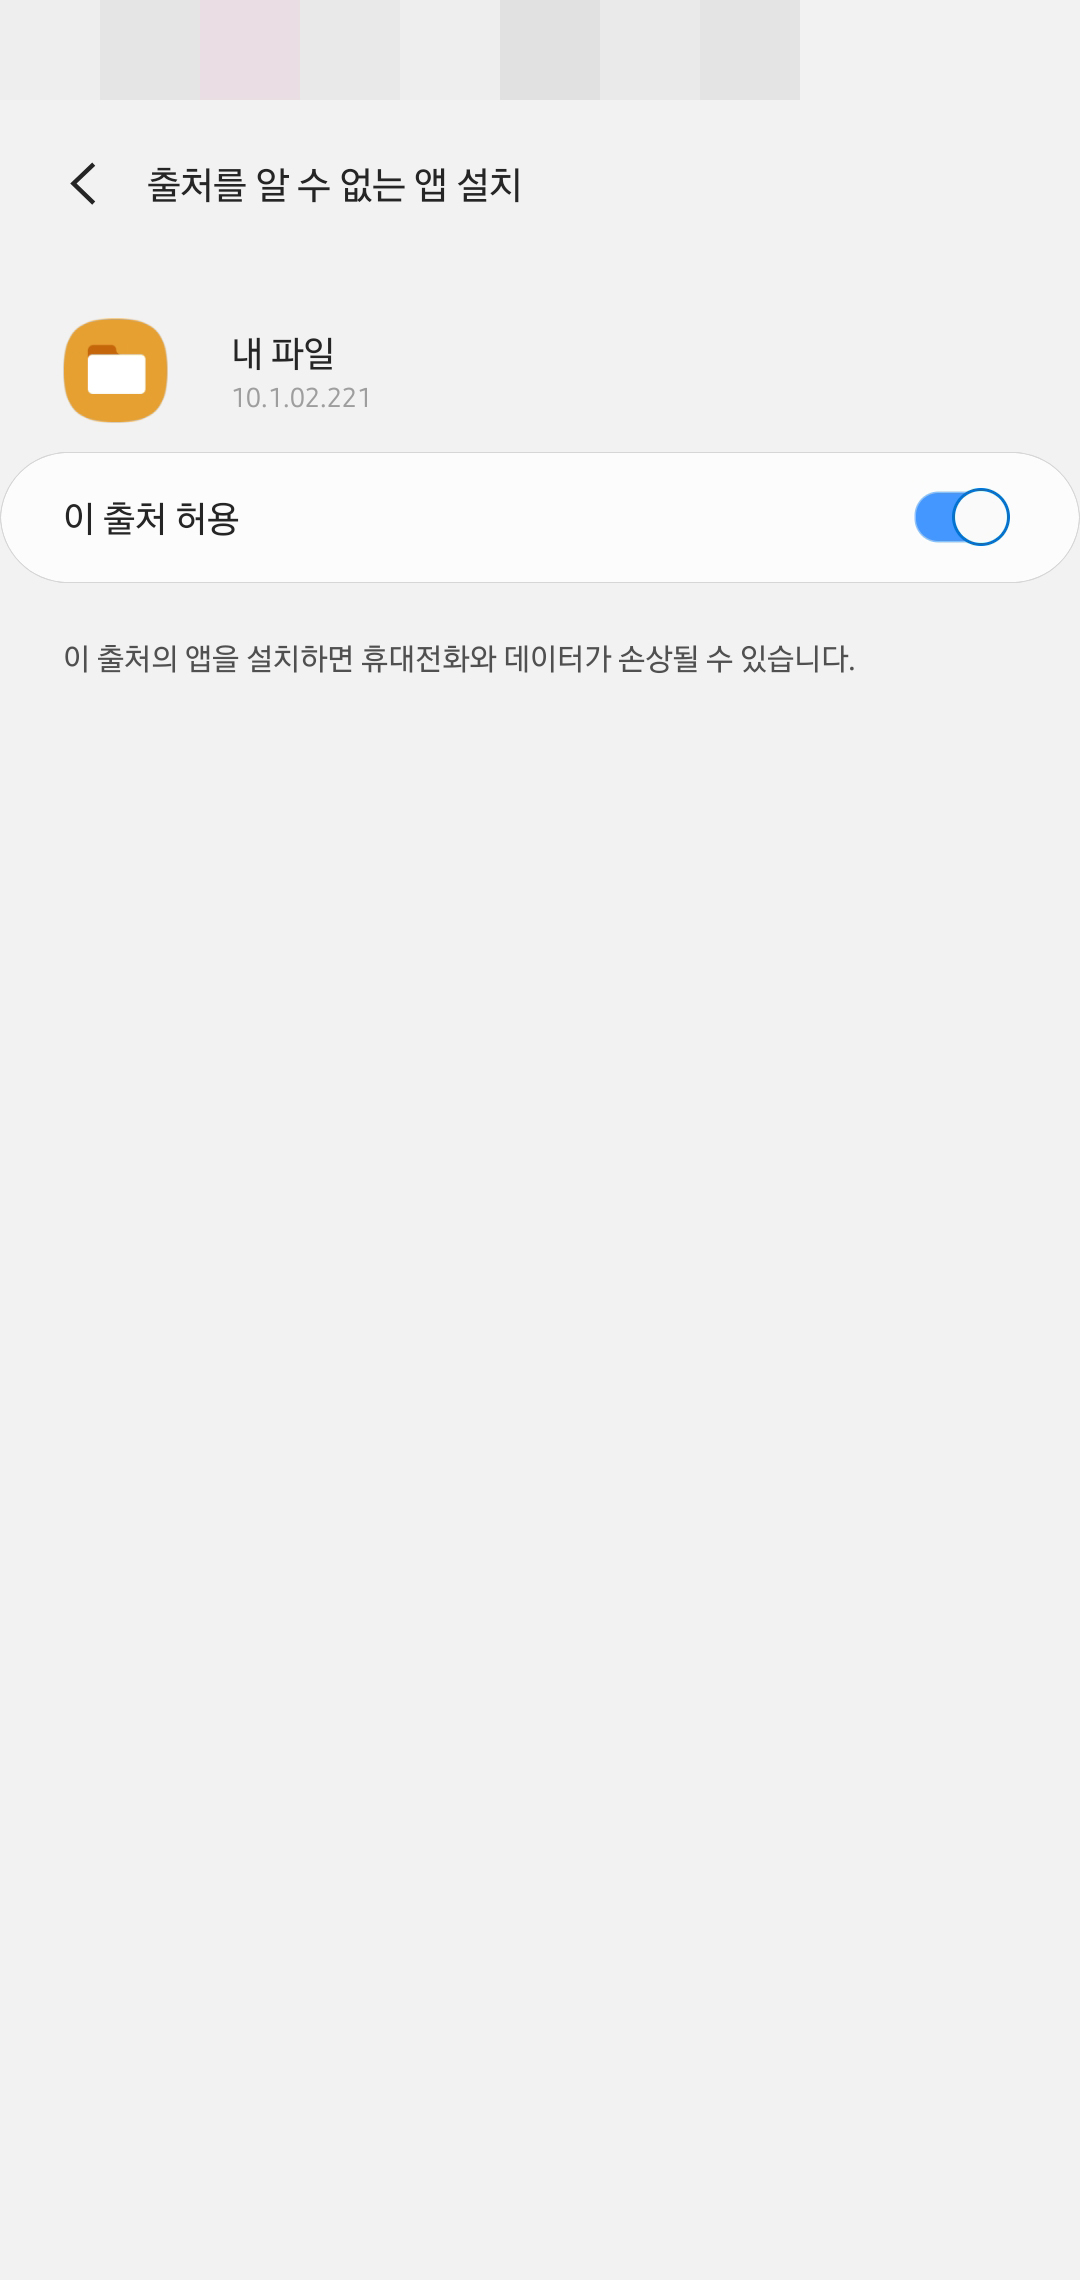 출처를 알 수 없는 앱 설치
내 파일
10.1.02.221
이 출처 허용
이 출처의 앱을 설치하면 휴대전화와 데이터가 손상될 수 있습니다.